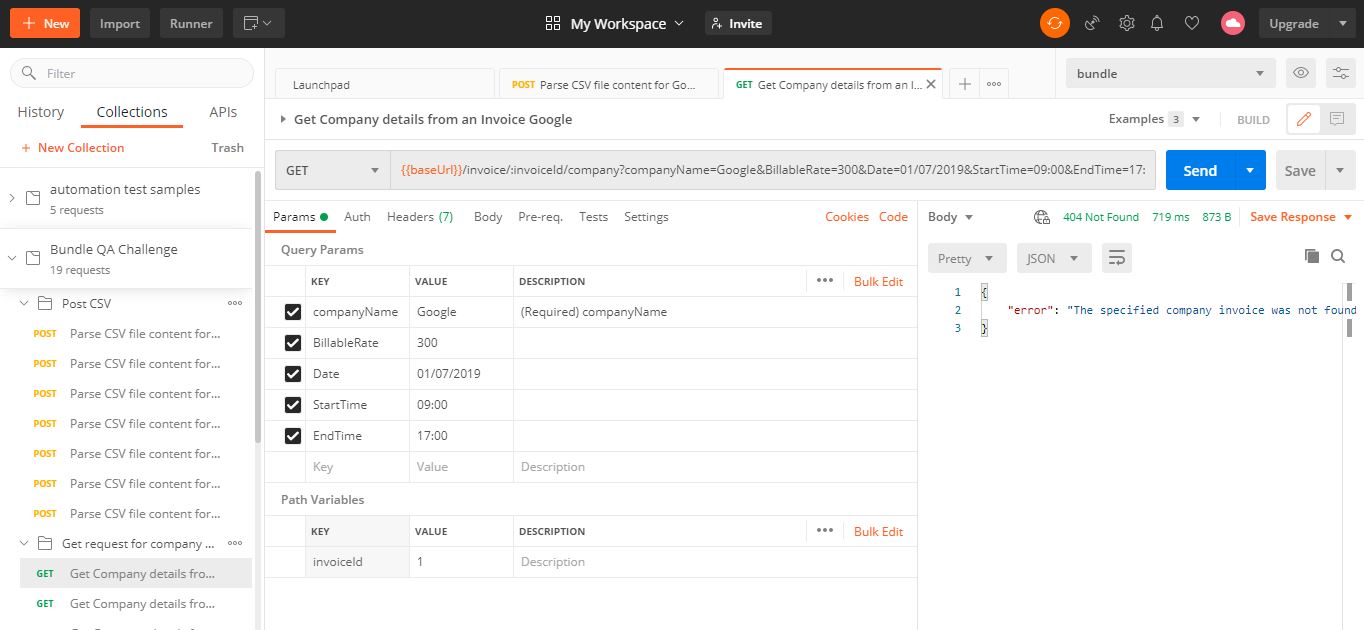 New
Import
Runner
My Workspace
Invite
Upgrade
Filter
History
Collections
APIs
+ New Collection
Trash
automation test samples
5 requests
Bundle QA Challenge
19 requests
Post CSV
POST Parse CSV file content for...
POST Parse CSV file content for...
POST Parse CSV file content for...
POST Parse CSV file content for...
POST Parse CSV file content for...
POST Parse CSV file content for...
POST Parse CSV file content for...
Get request for company ...
GET Get Company details fro...
GET Get Company details fro...
Launchpad
POST Parse CSV file content for Go...
GET Get Company details from an I...
bundle
Get Company details from an Invoice Google
Examples 3
BUILD
GET
{{baseUrl}}/invoice/:invoiceId/company?companyName=Google&BillableRate=300&Date=01/07/2019&StartTime=09:00&EndTime=17:
Send
Save
Params
Auth
Headers (7)
Body
Pre-req.
Tests
Settings
Cookies
Code
Query Params
KEY VALUE DESCRIPTION
Bulk Edit
companyName Google (Required) companyName
BillableRate 300
Date 01/07/2019
StartTime 09:00
EndTime 17:00
Key Value Description
Path Variables
KEY VALUE DESCRIPTION
Bulk Edit
invoiceId 1 Description
Body
404 Not Found 719 ms 873 B
Save Response
Pretty
JSON
1 {
2 "error": "The specified company invoice was not found
3 }